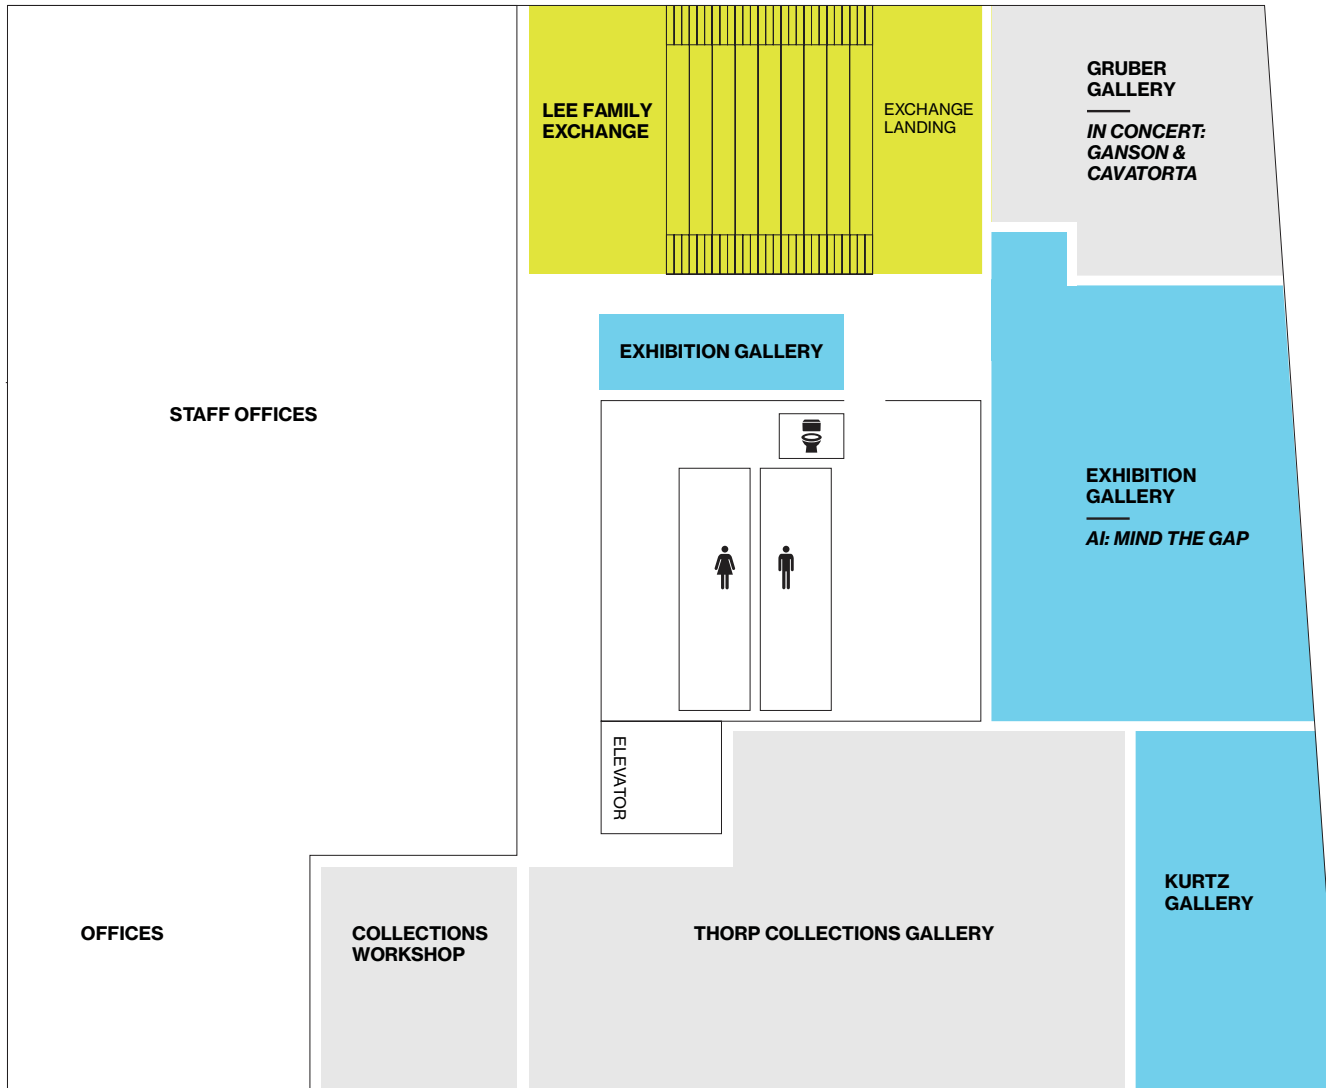 LEE FAMILY
EXCHANGE
EXCHANGE
LANDING
GRUBER
GALLERY
IN CONCERT:
GANSON &
CAVATORTA
EXHIBITION GALLERY
STAFF OFFICES
EXHIBITION
GALLERY
AI: MIND THE GAP
ELEVATOR
KURTZ
GALLERY
OFFICES
COLLECTIONS
WORKSHOP
THORP COLLECTIONS GALLERY